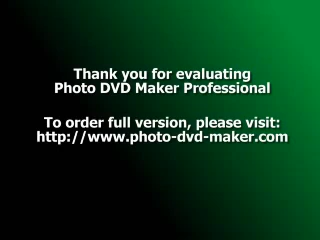 Thank you for evaluating
Photo DVD Maker Professional
To order full version, please visit:
http://www.photo-dvd-maker.com